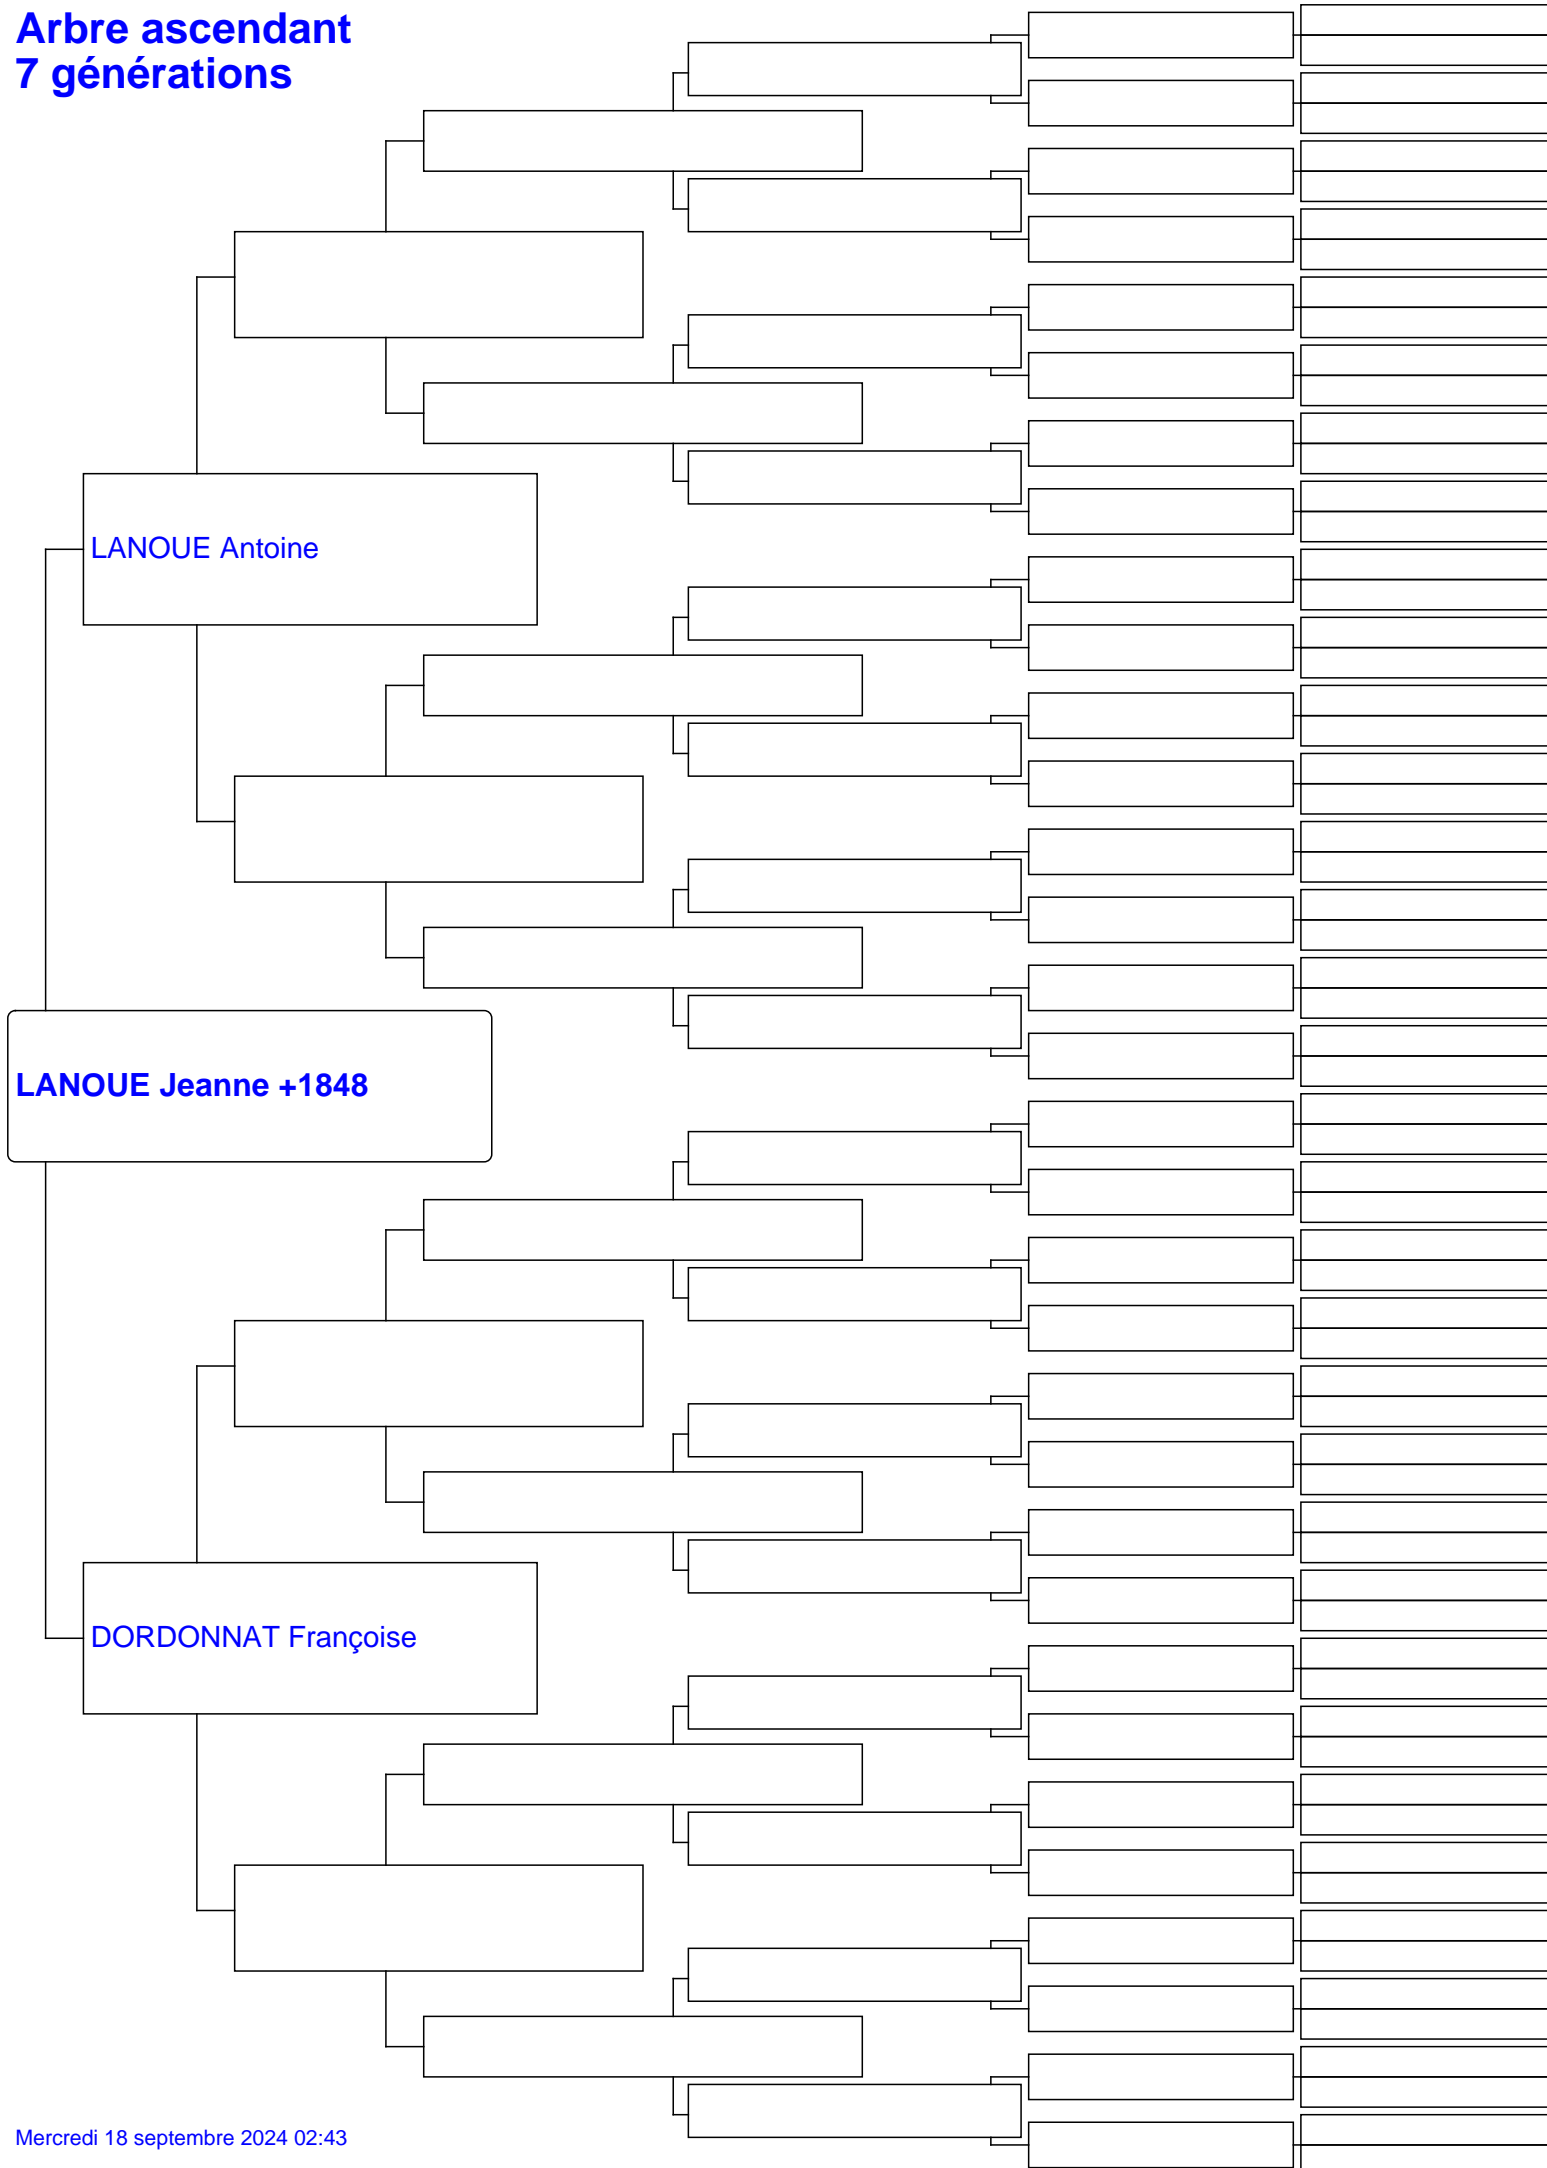 Arbre ascendant
7 générations
LANOUE Antoine
LANOUE Jeanne +1848
DORDONNAT Françoise
Mercredi 18 septembre 2024 02:43